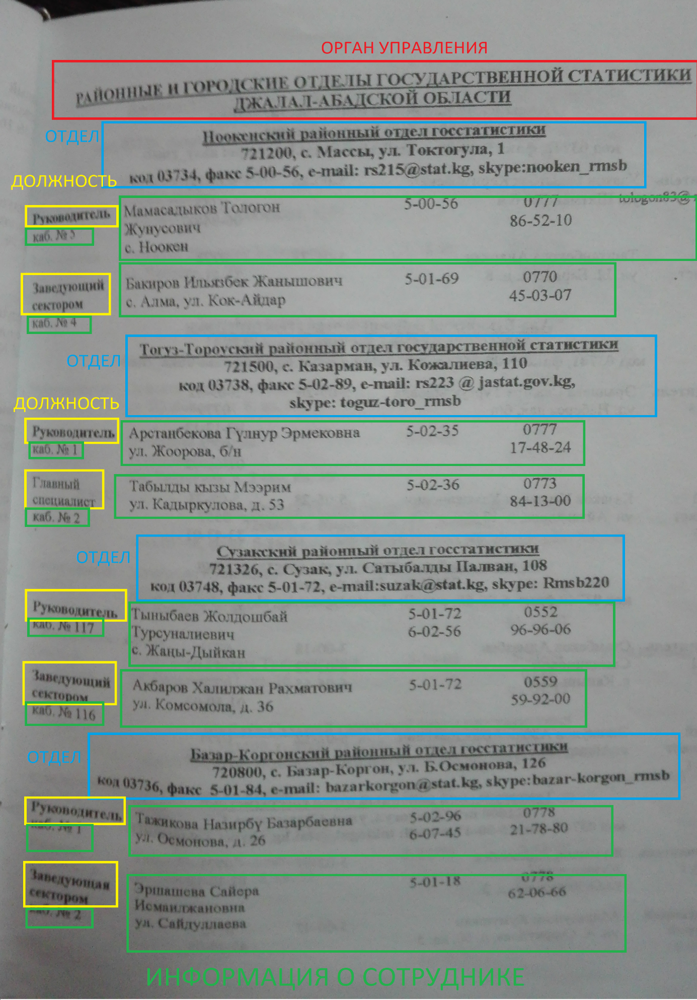 ОРГАН УПРАВЛЕНИЯ
РАЙОННЫЕ И ГОРОДСКИЕ ОТДЕЛЫ ГОСУДАРСТВЕННОЙ СТАТИСТИКИ
ДЖАЛАЛ-АБАДСКОЙ ОБЛАСТИ
ОТДЕЛ
Ноокенский районный отдел госстатистики
721200, с. Массы, ул. Токтогула, 1
код 03734, факс 5-00-56, e-mail: rs215@stat.kg, skype:nooken_rmsb
ДОЛЖНОСТЬ
Руководитель Мамасадыков Тологон 5-00-56 0777 tologon83@
каб. № 5 Жунусович 86-52-10
с. Ноокен
Заведующий Бакиров Ильязбек Жанышович 5-01-69 0770
сектором с. Алма, ул. Кок-Айдар 45-03-07
каб. № 4
ОТДЕЛ
Тогуз-Тороуский районный отдел государственной статистики
721500, с. Казарман, ул. Кожалиева, 110
код 03738, факс 5-02-89, e-mail: rs223 @ jastat.gov.kg,
skype: toguz-toro_rmsb
ДОЛЖНОСТЬ
Руководитель Арстанбекова Гүлнур Эрмековна 5-02-35 0777
каб. № 1 ул. Жоорова, б/н 17-48-24
Главный Табылды кызы Мээрим 5-02-36 0773
специалист ул. Кадыркулова, д. 53 84-13-00
каб. № 2
ОТДЕЛ
Сузакский районный отдел госстатистики
721326, с. Сузак, ул. Сатыбалды Палван, 108
код 03748, факс 5-01-72, e-mail:suzak@stat.kg, skype: Rmsb220
Руководитель Тыныбаев Жолдошбай 5-01-72 0552
каб. № 117 Турсуналиевич 6-02-56 96-96-06
с. Жаңы-Дыйкан
Заведующий Акбаров Халилжан Рахматович 5-01-72 0559
сектором ул. Комсомола, д. 36 59-92-00
каб. № 116
ОТДЕЛ
Базар-Коргонский районный отдел госстатистики
720800, с. Базар-Коргон, ул. Б.Осмонова, 126
код 03736, факс 5-01-84, e-mail: bazarkorgon@stat.kg, skype:bazar-korgon_rmsb
Руководитель Тажикова Назирбү Базарбаевна 5-02-96 0778
каб. № 1 ул. Осмонова, д. 26 6-07-45 21-78-80
Заведующая Эршашева Сайера 5-01-18 0778
сектором Исмаилжановна 62-06-66
каб. № 2 ул. Сайдуллаева
ИНФОРМАЦИЯ О СОТРУДНИКЕ